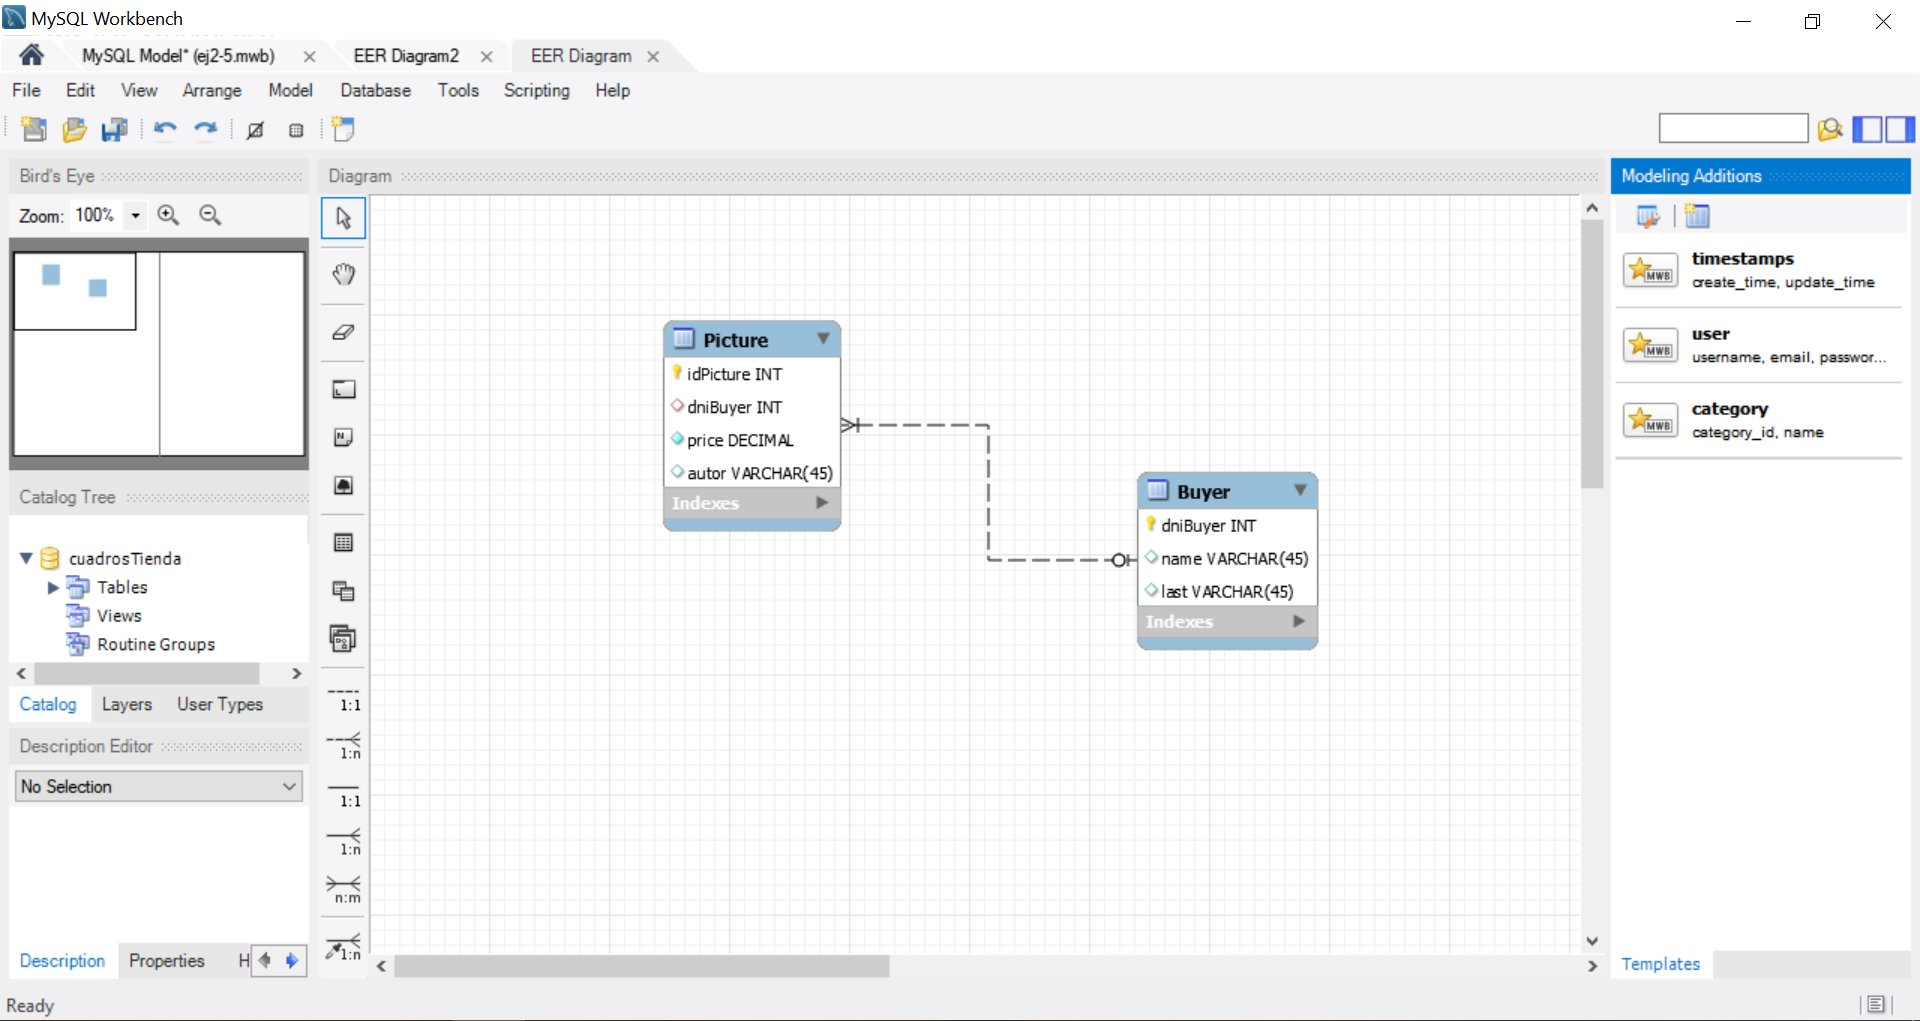 MySQL Workbench
MySQL Model* (ej2-5.mwb)
EER Diagram2
EER Diagram
File Edit View Arrange Model Database Tools Scripting Help
Bird's Eye
Zoom: 100%
Catalog Tree
cuadrosTienda
Tables
Views
Routine Groups
Catalog Layers User Types
Description Editor
No Selection
Description Properties H
Ready
Diagram
1:1
1:n
1:1
1:n
n:m
1:n
Picture
idPicture INT
dniBuyer INT
price DECIMAL
autor VARCHAR(45)
Indexes
Buyer
dniBuyer INT
name VARCHAR(45)
last VARCHAR(45)
Indexes
Modeling Additions
MWB
timestamps
create_time, update_time
MWB
user
username, email, passwor...
MWB
category
category_id, name
Templates